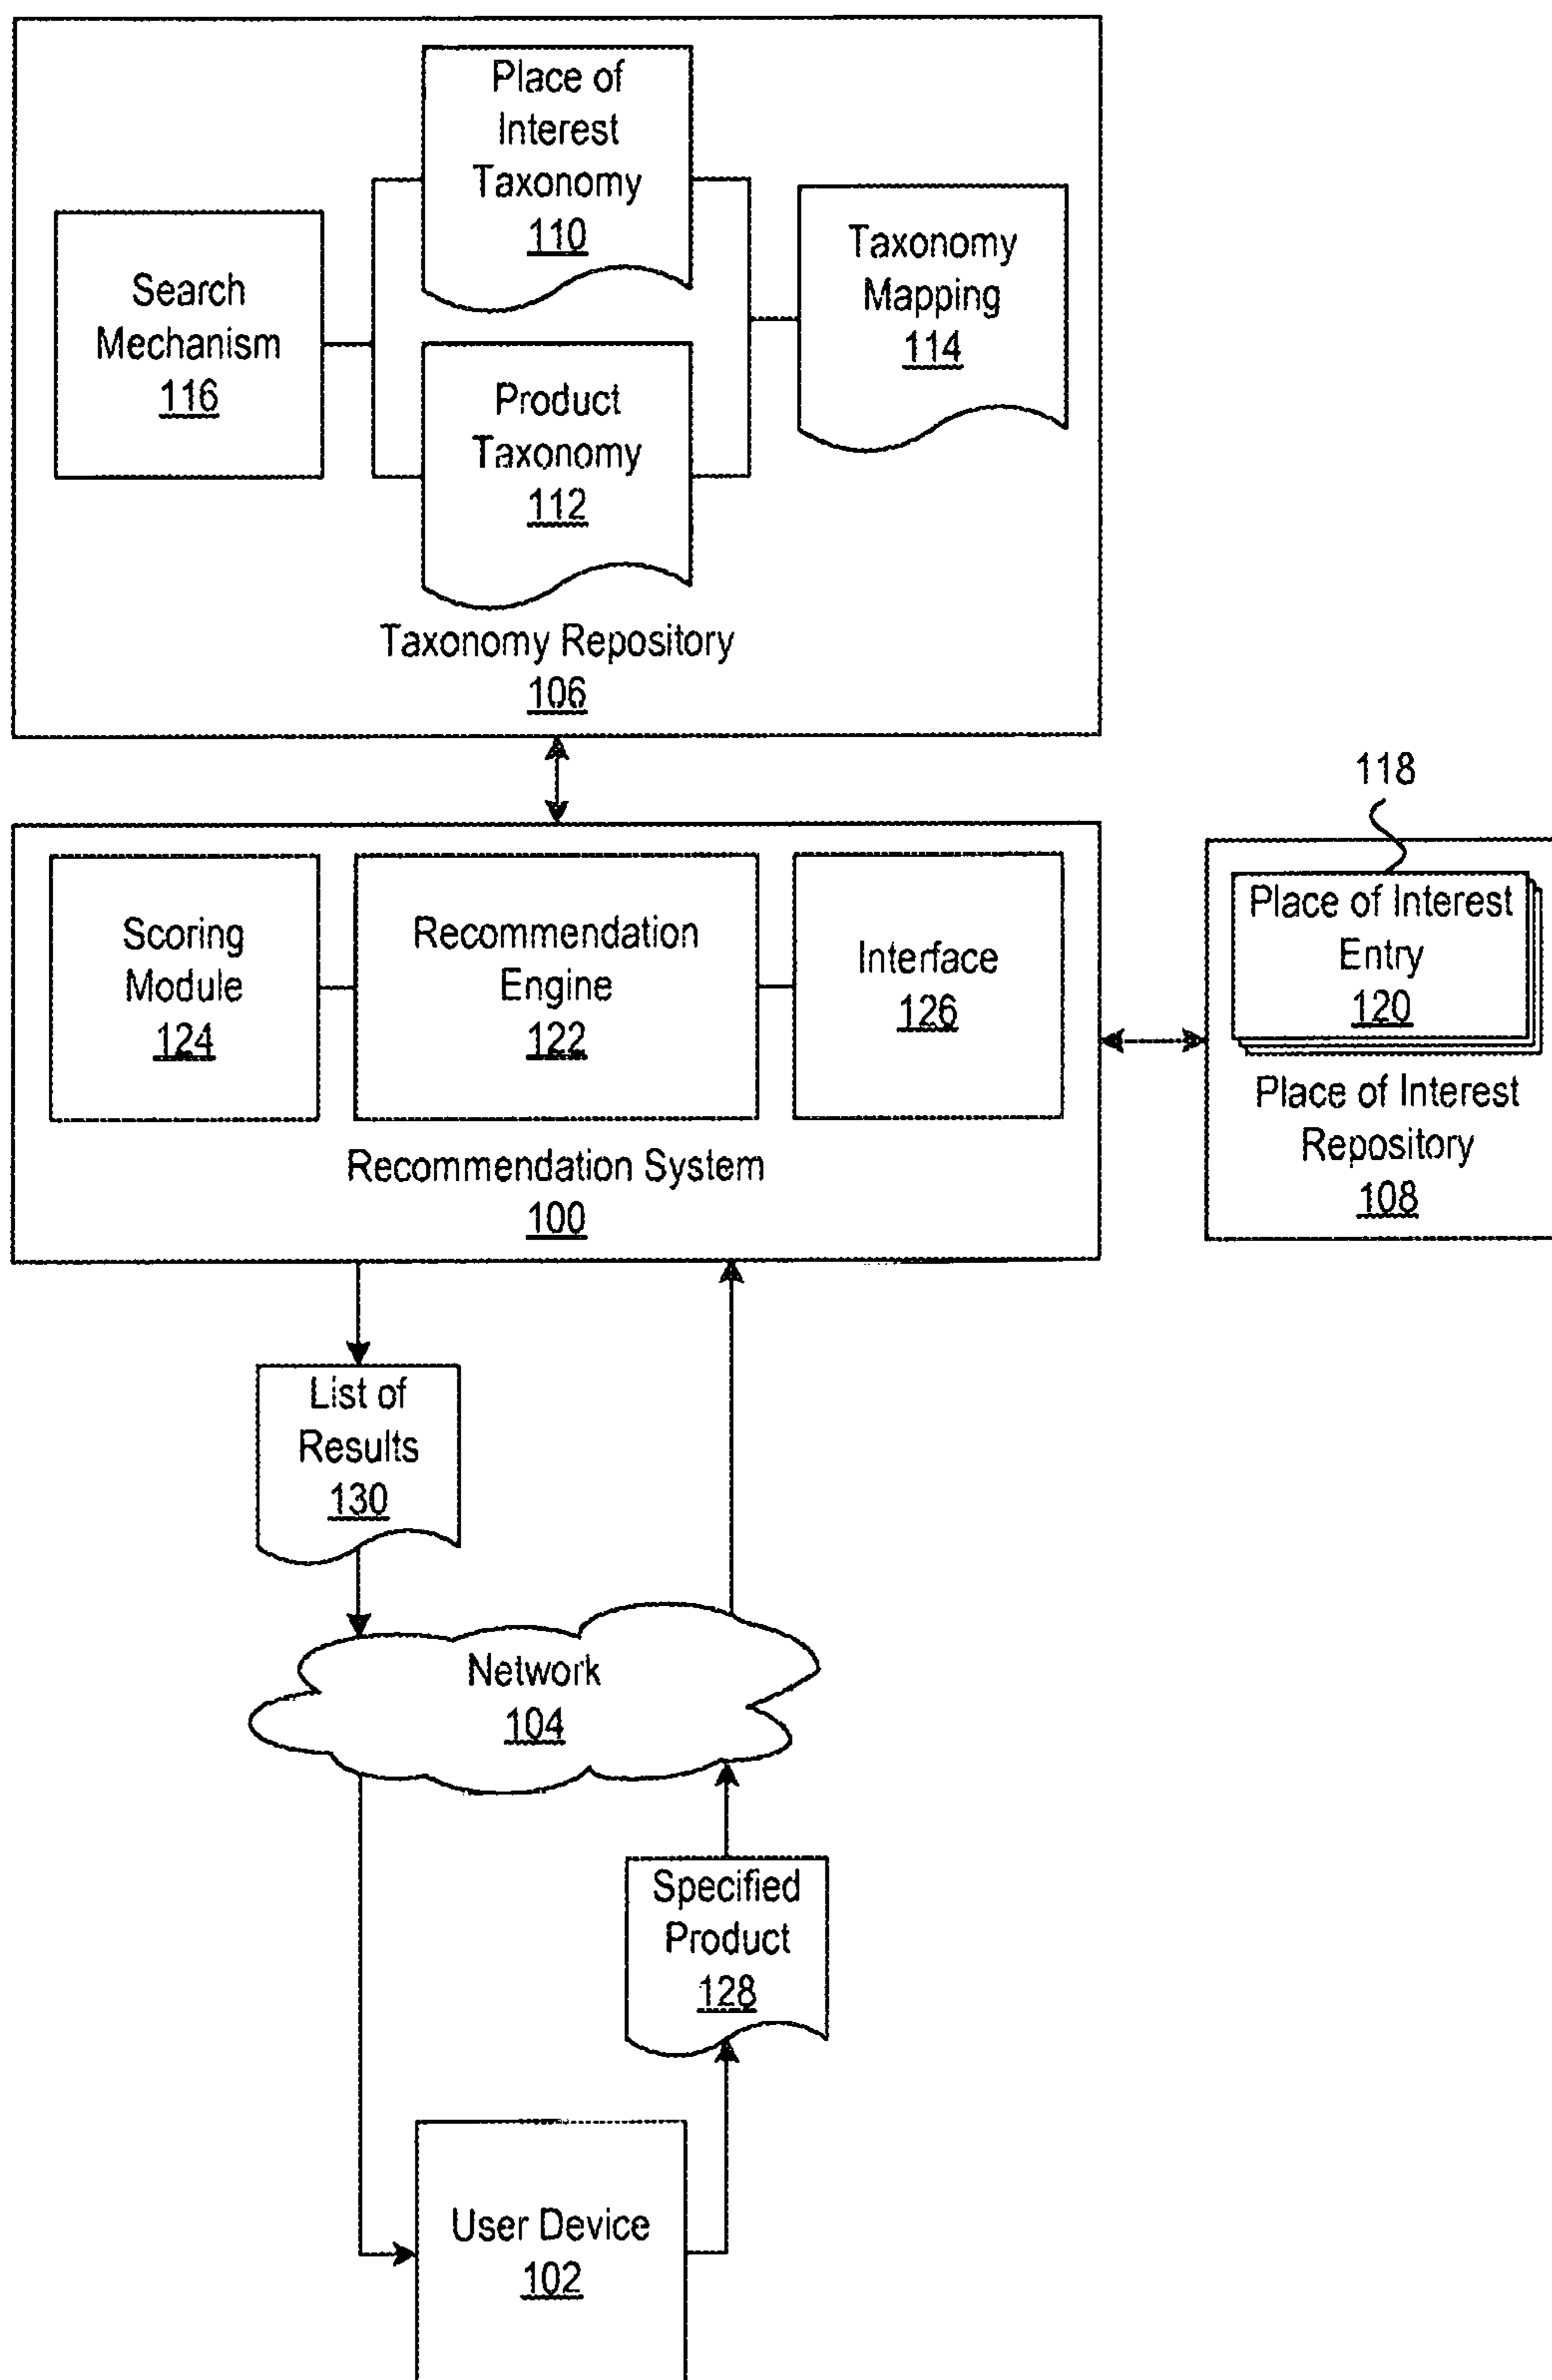 Place of
Interest
Taxonomy
110
Search
Mechanism
116
Product
Taxonomy
112
Taxonomy
Mapping
114
Taxonomy Repository
106
Scoring
Module
124
Recommendation
Engine
122
Interface
126
Recommendation System
100
118
Place of Interest
Entry
120
Place of Interest
Repository
108
List of
Results
130
Network
104
Specified
Product
128
User Device
102